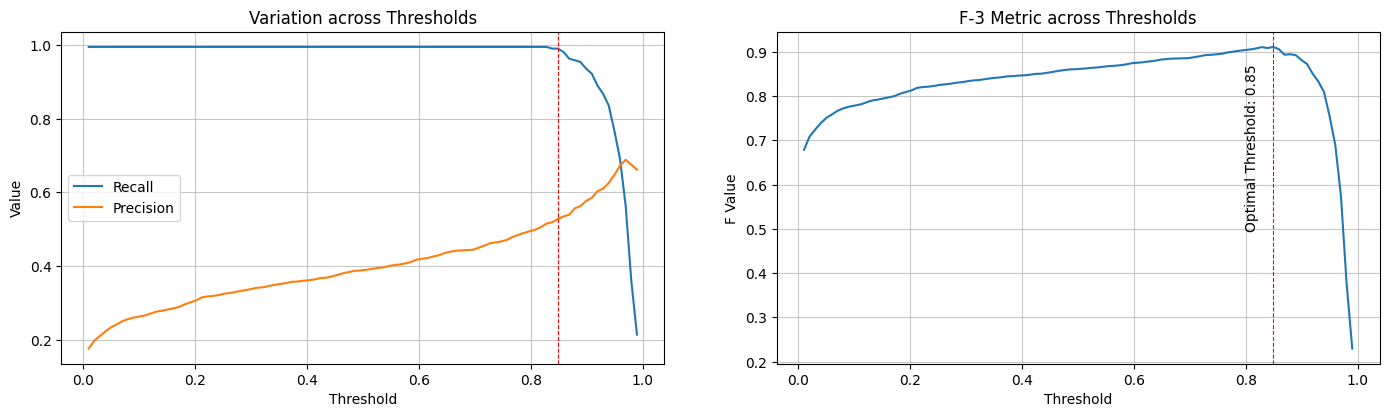 Variation across Thresholds
Value
1.0
0.8
0.6
0.4
0.2
Recall
Precision
0.0 0.2 0.4 0.6 0.8 1.0
Threshold
F-3 Metric across Thresholds
F Value
0.9
0.8
0.7
0.6
0.5
0.4
0.3
0.2
Optimal Threshold: 0.85
0.0 0.2 0.4 0.6 0.8 1.0
Threshold